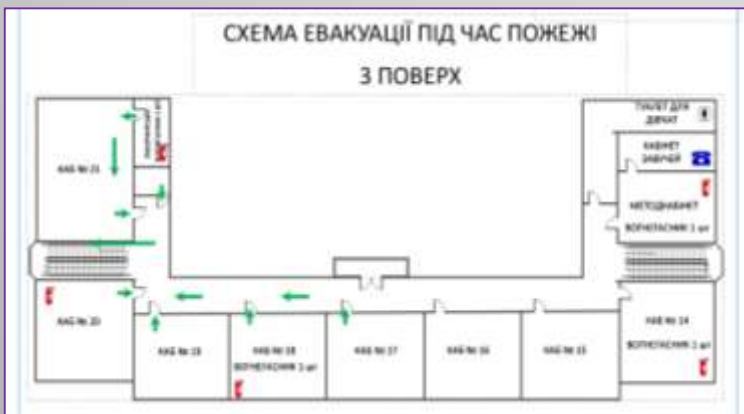 СХЕМА ЕВАКУАЦІЇ ПІД ЧАС ПОЖЕЖІ
3 ПОВЕРХ
ТУАЛЕТ ДЛЯ
ДІВЧАТ
КАБІНЕТ
ЗАВУЧЕЙ
КАБ № 21
МЕТОДКАБІНЕТ
ВОГНЕГАСНИК 1 шт
КАБ № 20
КАБ № 19
КАБ № 18
ВОГНЕГАСНИК 1 шт
КАБ № 17
КАБ № 16
КАБ № 15
КАБ № 14
ВОГНЕГАСНИК 1 шт